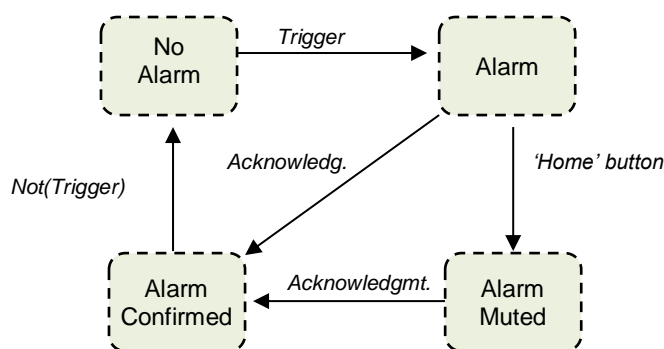 No
Alarm
Trigger
Alarm
Acknowledg.
'Home' button
Not(Trigger)
Alarm
Confirmed
Acknowledgmt.
Alarm
Muted